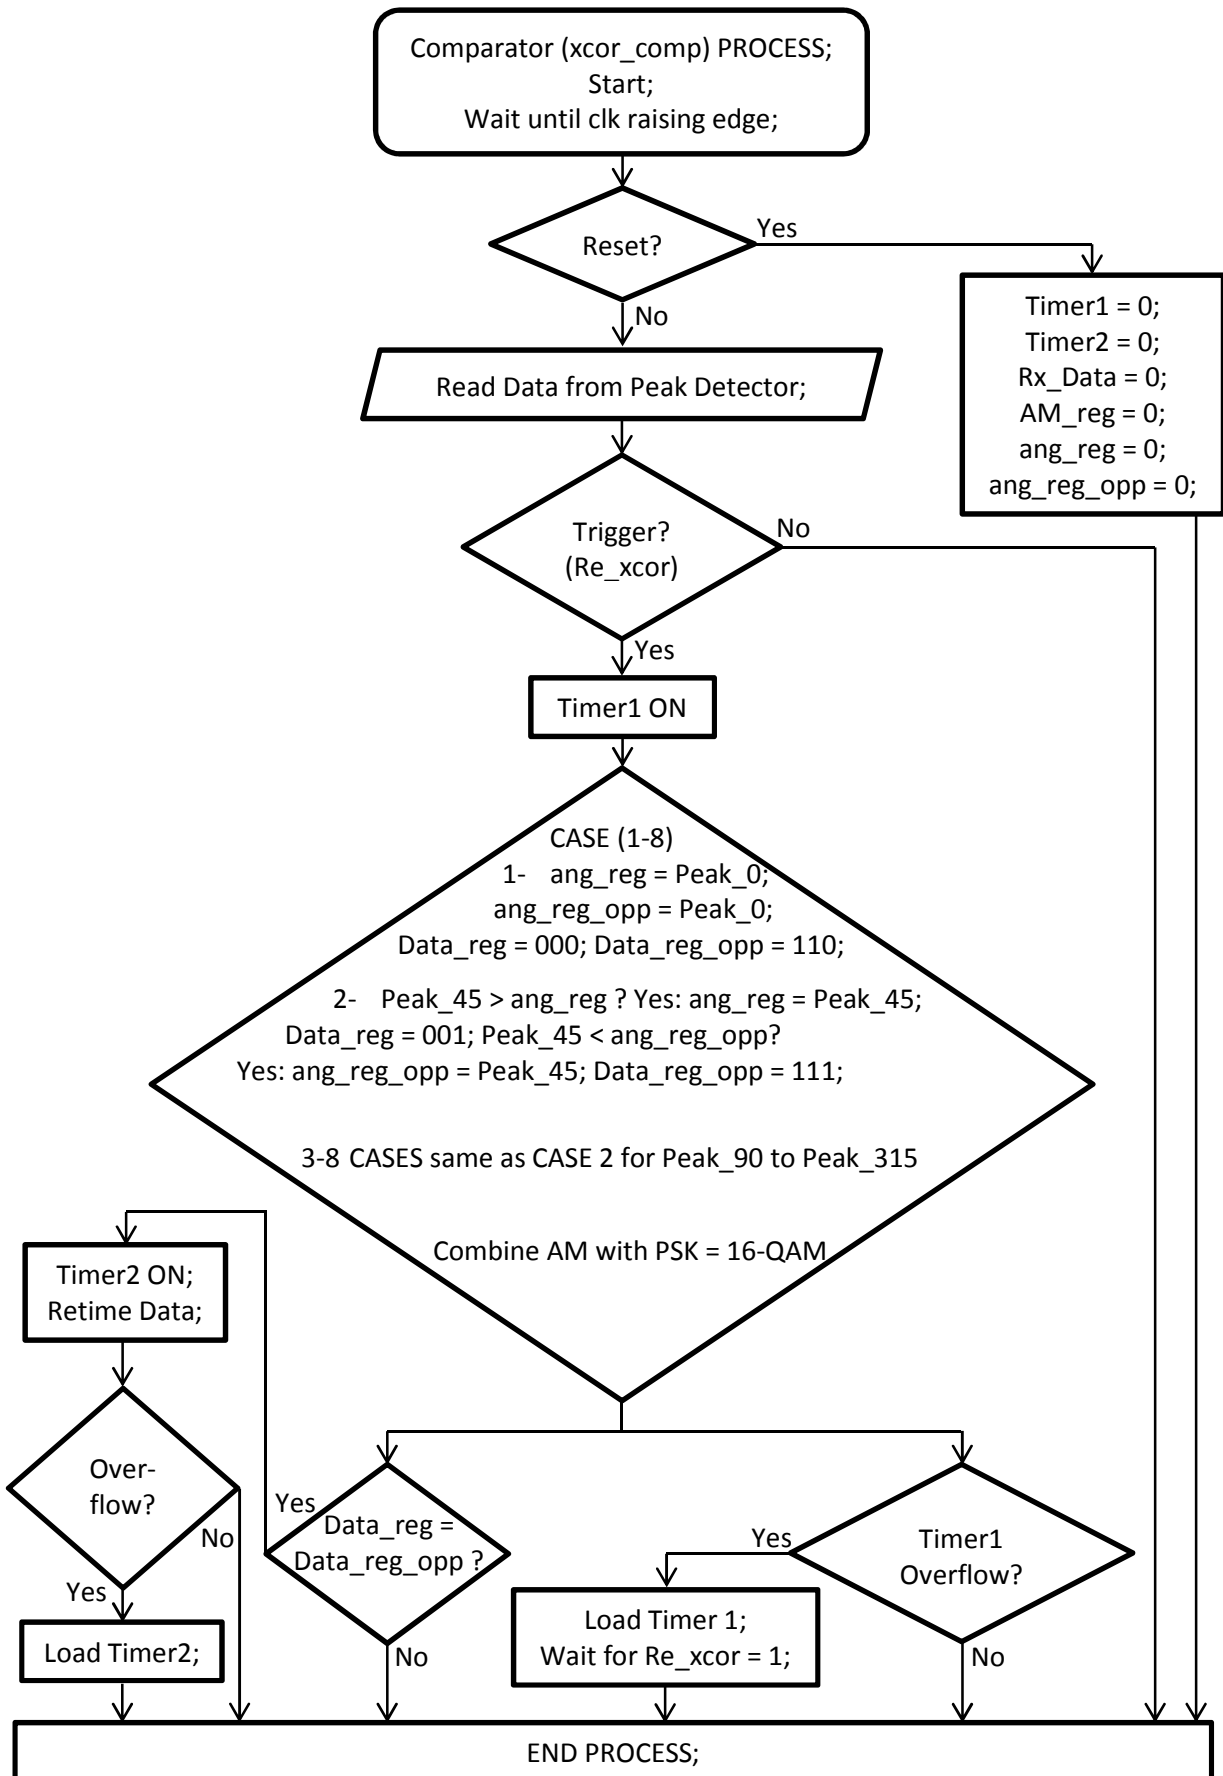 Comparator (xcor_comp) PROCESS;
Start;
Wait until clk raising edge;
Reset?
Yes
No
Timer1 = 0;
Timer2 = 0;
Rx_Data = 0;
AM_reg = 0;
ang_reg = 0;
ang_reg_opp = 0;
Read Data from Peak Detector;
Trigger?
(Re_xcor)
No
Yes
Timer1 ON
CASE (1-8)
1- ang_reg = Peak_0;
ang_reg_opp = Peak_0;
Data_reg = 000; Data_reg_opp = 110;
2- Peak_45 > ang_reg ? Yes: ang_reg = Peak_45;
Data_reg = 001; Peak_45 < ang_reg_opp?
Yes: ang_reg_opp = Peak_45; Data_reg_opp = 111;
3-8 CASES same as CASE 2 for Peak_90 to Peak_315
Combine AM with PSK = 16-QAM
Timer2 ON;
Retime Data;
Over-
flow?
No
Yes
Load Timer2;
Yes
Data_reg =
Data_reg_opp ?
No
Timer1
Overflow?
Yes
No
Load Timer 1;
Wait for Re_xcor = 1;
END PROCESS;